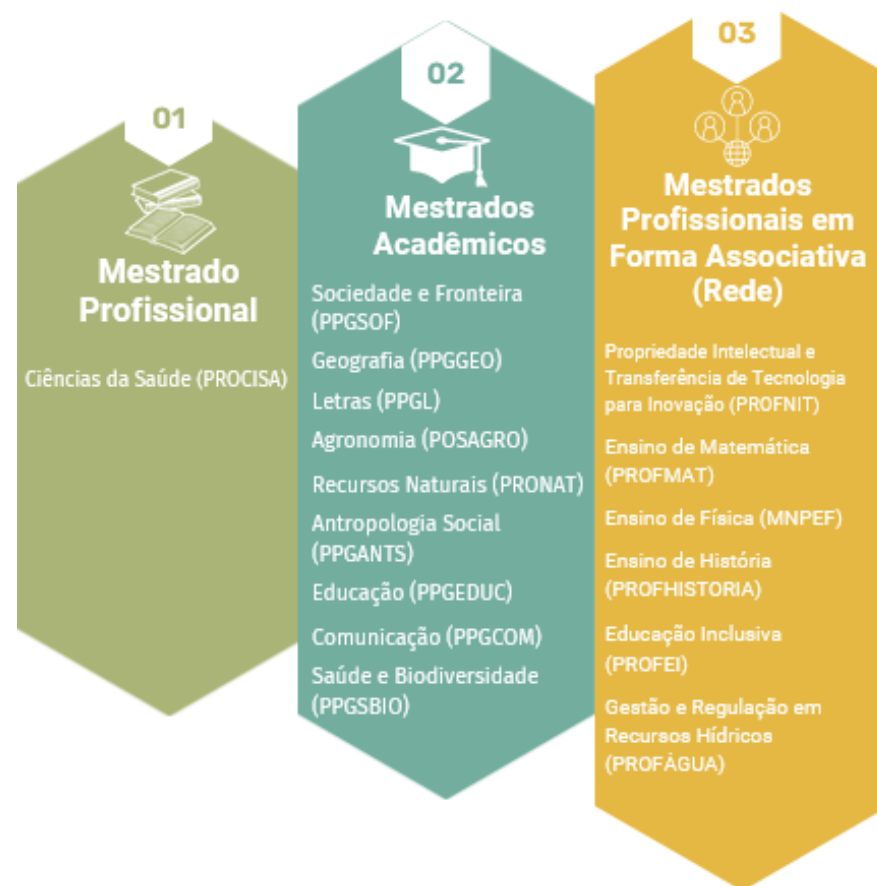 01
Mestrado
Profissional
Ciências da Saúde (PROCISA)
02
Mestrados
Acadêmicos
Sociedade e Fronteira
(PPGSOF)
Geografia (PPGGEO)
Letras (PPGL)
Agronomia (POSAGRO)
Recursos Naturais (PRONAT)
Antropologia Social
(PPGANTS)
Educação (PPGEDUC)
Comunicação (PPGCOM)
Saúde e Biodiversidade
(PPGSBIO)
03
Mestrados
Profissionais em
Forma Associativa
(Rede)
Propriedade Intelectual e
Transferência de Tecnologia
para Inovação (PROFNIT)
Ensino de Matemática
(PROFMAT)
Ensino de Física (MNPEF)
Ensino de História
(PROFHISTORIA)
Educação Inclusiva
(PROFEI)
Gestão e Regulação em
Recursos Hídricos
(PROFÁGUA)